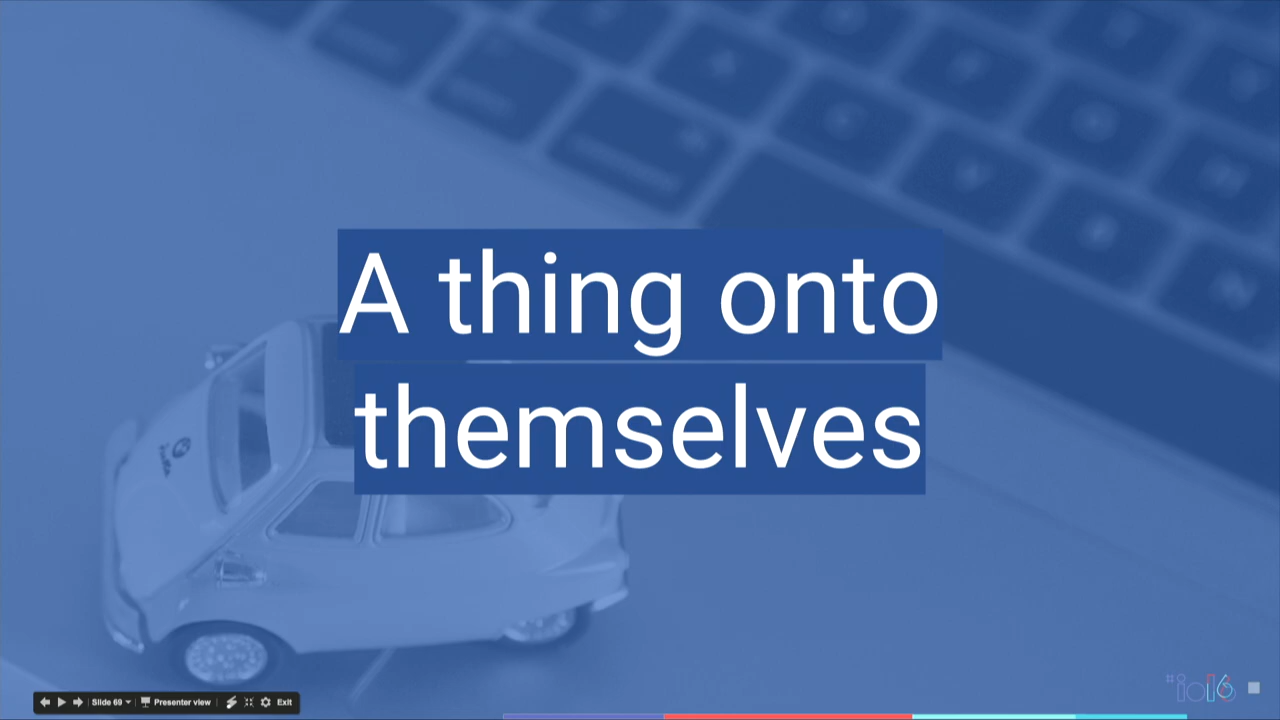 A thing onto
themselves
Slide 69
Presenter view
Exit
io16